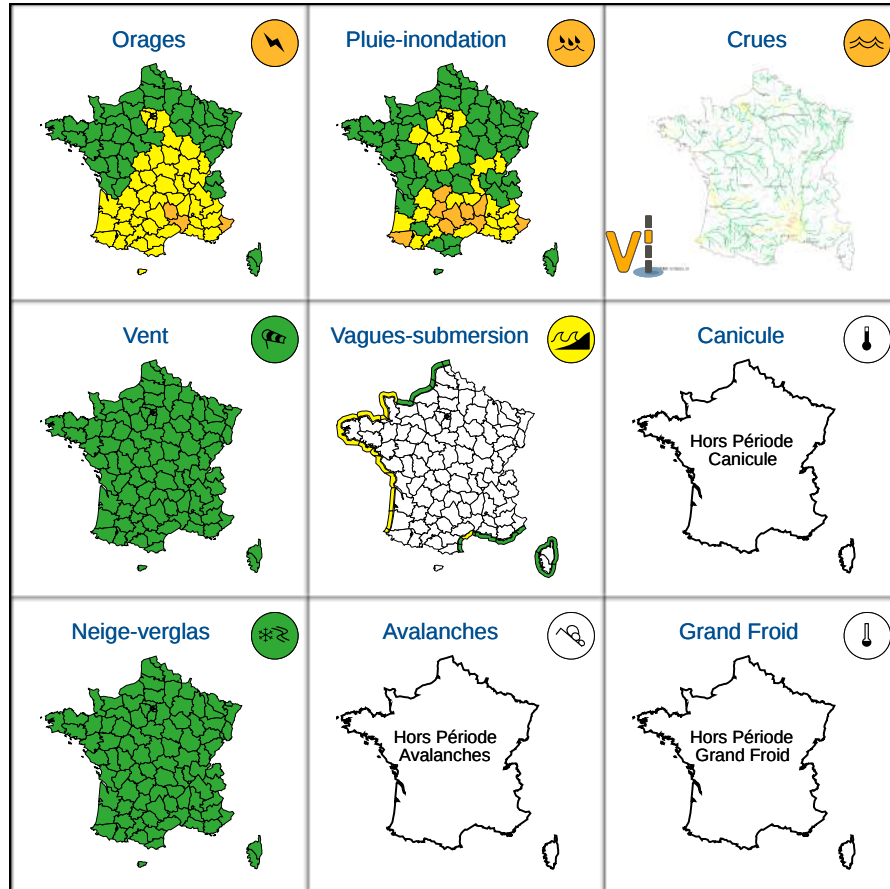 Orages
Pluie-inondation
Crues
Vi
Vent
Vagues-submersion
Canicule
Hors Période
Canicule
Neige-verglas
Avalanches
Grand Froid
Hors Période
Avalanches
Hors Période
Grand Froid